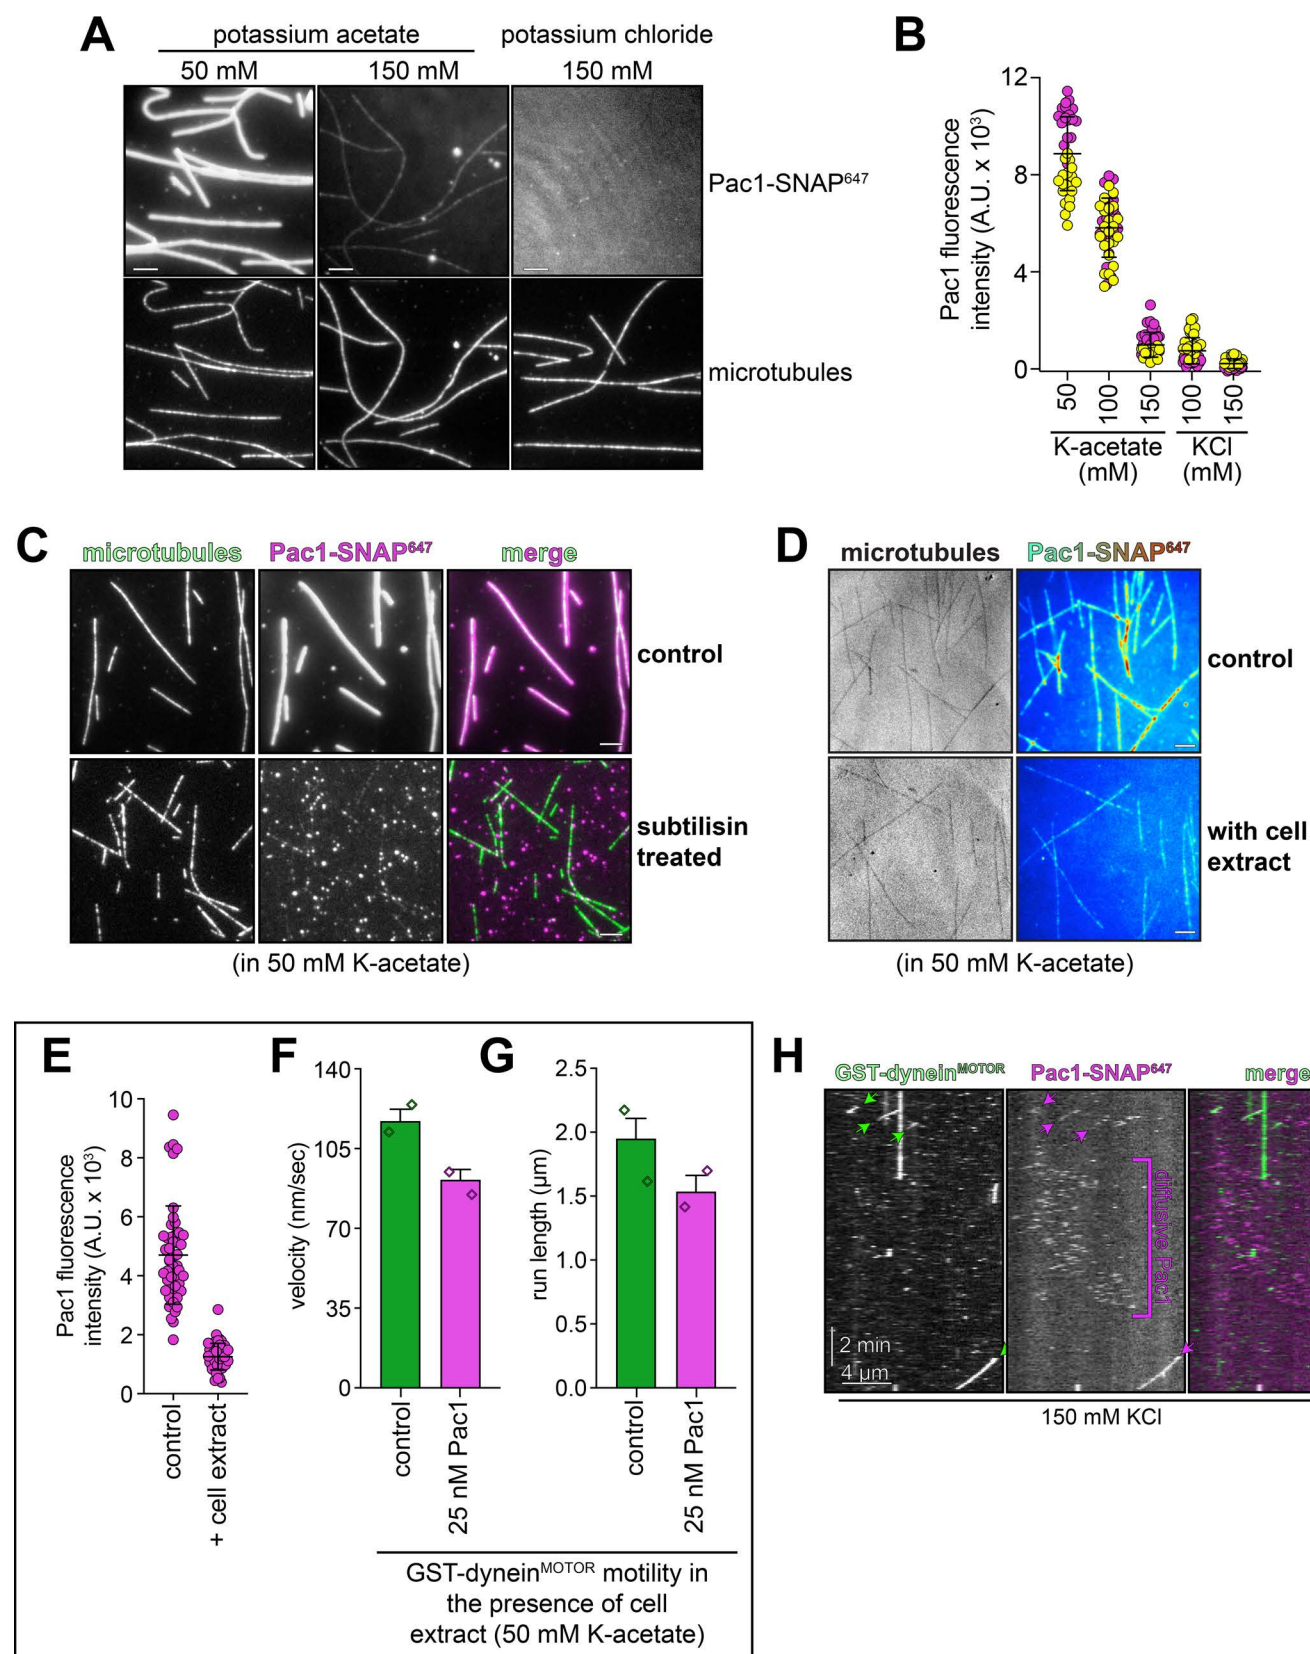 A
potassium acetate
potassium chloride
50 mM
150 mM
150 mM
Pac1-SNAP⁶⁴⁷
microtubules
B
Pac1 fluorescence
intensity (A.U. x 10³)
12
8
4
0
50
100
150
100
150
K-acetate
(mM)
KCl
(mM)
C
microtubules
Pac1-SNAP⁶⁴⁷
merge
control
subtilisin
treated
(in 50 mM K-acetate)
D
microtubules
Pac1-SNAP⁶⁴⁷
control
with cell
extract
(in 50 mM K-acetate)
E
Pac1 fluorescence
intensity (A.U. x 10³)
10
8
6
4
2
0
control
+ cell extract
F
velocity (nm/sec)
140
105
70
35
0
control
25 nM Pac1
G
run length (µm)
2.5
2.0
1.5
1.0
0.5
0.0
control
25 nM Pac1
GST-dyneinᴹᴼᵀᴼᴿ motility in
the presence of cell
extract (50 mM K-acetate)
H
GST-dyneinᴹᴼᵀᴼᴿ
Pac1-SNAP⁶⁴⁷
merge
diffusive Pac1
2 min
4 µm
150 mM KCl